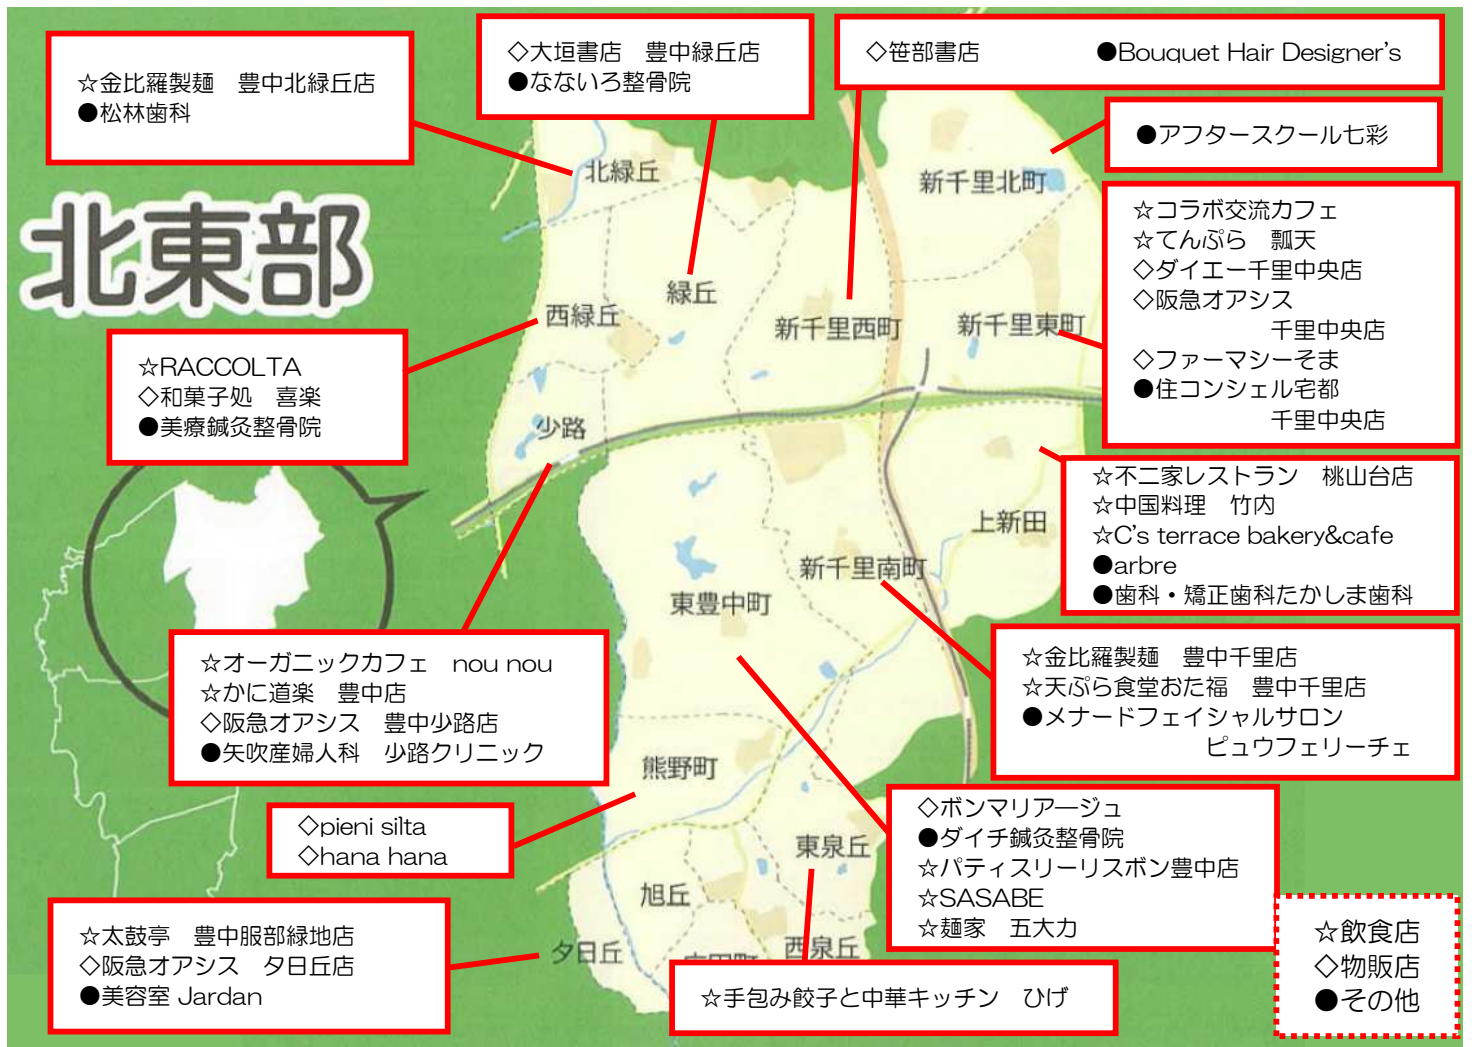 ☆金比羅製麺　豊中北緑丘店
●松林歯科
◇大垣書店　豊中緑丘店
●なないろ整骨院
◇笹部書店　●Bouquet Hair Designer's
●アフタースクール七彩
北東部
北緑丘
新千里北町
緑丘
西緑丘
新千里西町
新千里東町
少路
上新田
新千里南町
東豊中町
熊野町
東泉丘
旭丘
西泉丘
夕日丘
☆コラボ交流カフェ
☆てんぷら　瓢天
◇ダイエー千里中央店
◇阪急オアシス
千里中央店
◇ファーマシーそま
●住コンシェル宅都
千里中央店
☆RACCOLTA
◇和菓子処　喜楽
●美療鍼灸整骨院
☆不二家レストラン　桃山台店
☆中国料理　竹内
☆C's terrace bakery&cafe
●arbre
●歯科・矯正歯科たかしま歯科
☆オーガニックカフェ　nou nou
☆かに道楽　豊中店
◇阪急オアシス　豊中少路店
●矢吹産婦人科　少路クリニック
☆金比羅製麺　豊中千里店
☆天ぷら食堂おた福　豊中千里店
●メナードフェイシャルサロン
ピュウフェリーチェ
◇pieni silta
◇hana hana
◇ボンマリアージュ
●ダイチ鍼灸整骨院
☆パティスリーリスボン豊中店
☆SASABE
☆麺家　五大力
☆太鼓亭　豊中服部緑地店
◇阪急オアシス　夕日丘店
●美容室 Jardan
☆手包み餃子と中華キッチン　ひげ
☆飲食店
◇物販店
●その他